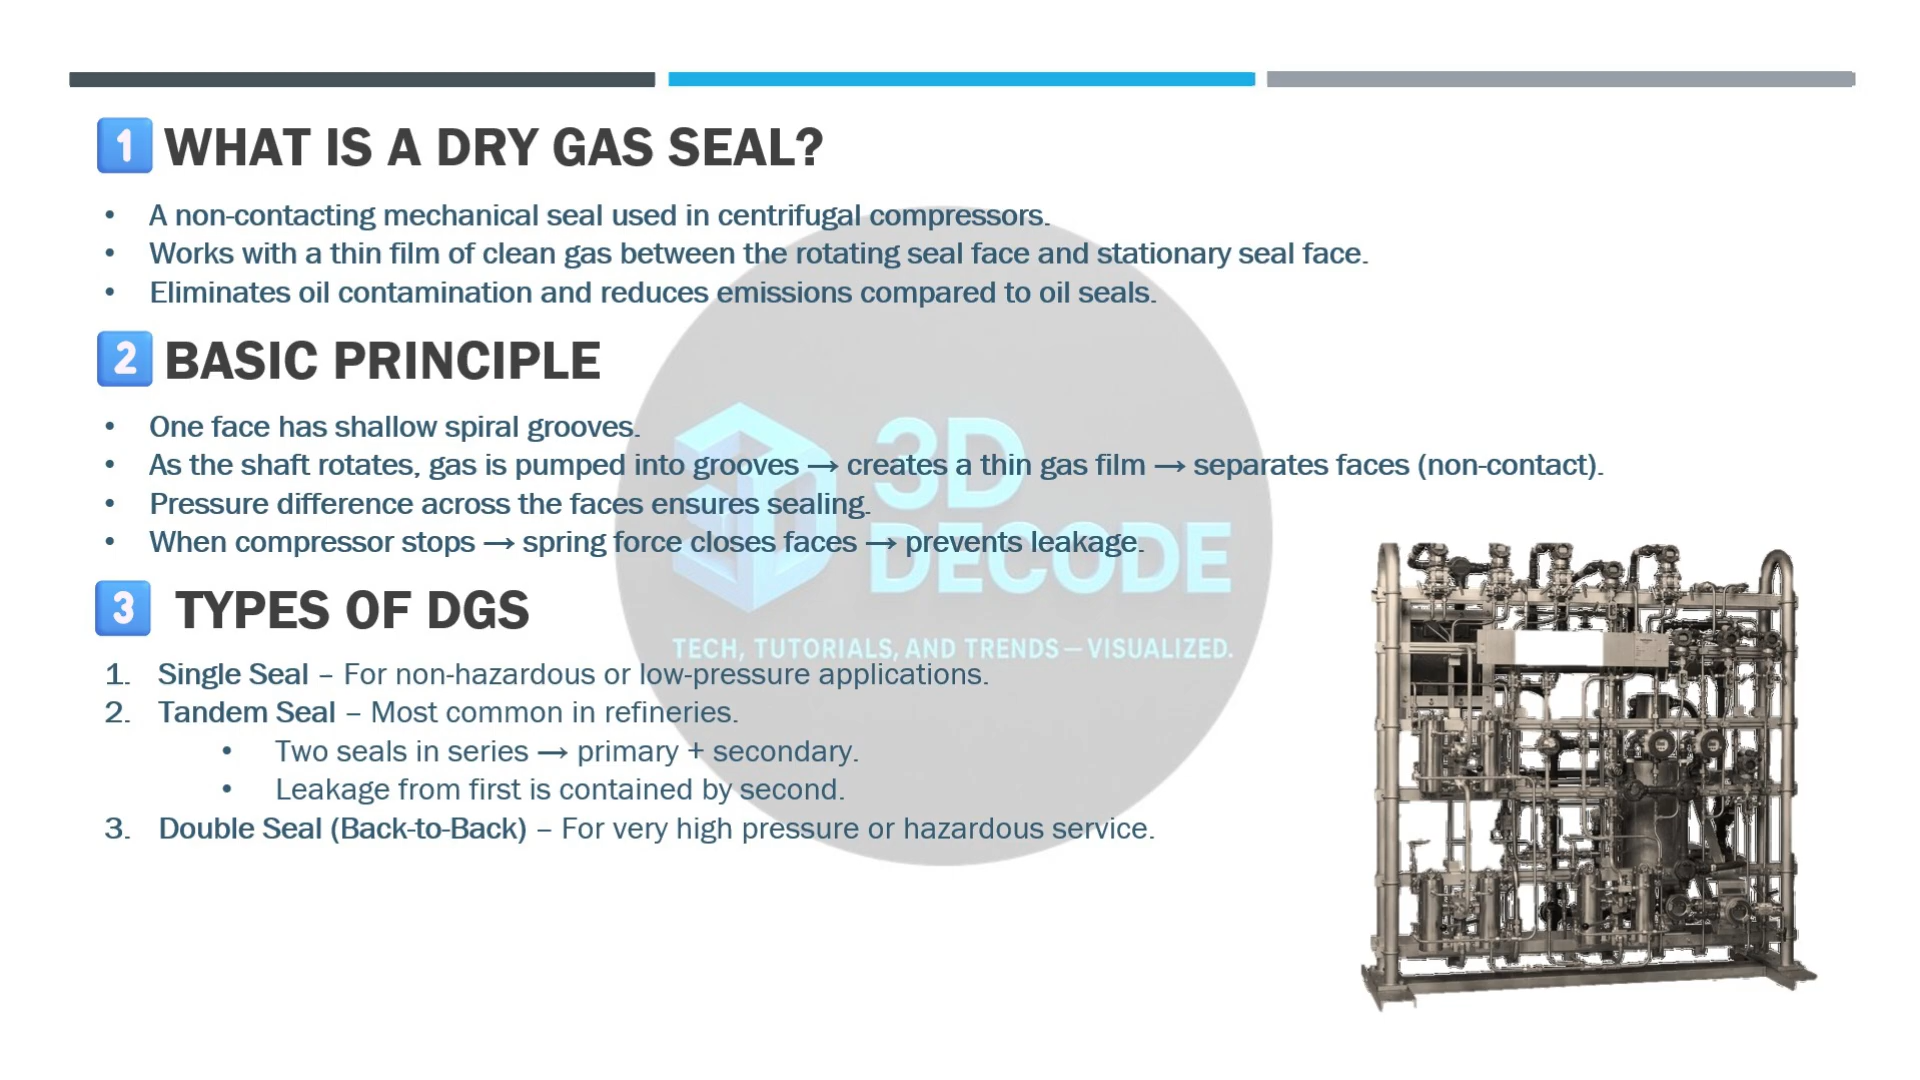 1 WHAT IS A DRY GAS SEAL?
• A non-contacting mechanical seal used in centrifugal compressors.
• Works with a thin film of clean gas between the rotating seal face and stationary seal face.
• Eliminates oil contamination and reduces emissions compared to oil seals.
2 BASIC PRINCIPLE
• One face has shallow spiral grooves.
• As the shaft rotates, gas is pumped into grooves → creates a thin gas film → separates faces (non-contact).
• Pressure difference across the faces ensures sealing.
• When compressor stops → spring force closes faces → prevents leakage.
3 TYPES OF DGS
1. Single Seal – For non-hazardous or low-pressure applications.
2. Tandem Seal – Most common in refineries.
• Two seals in series → primary + secondary.
• Leakage from first is contained by second.
3. Double Seal (Back-to-Back) – For very high pressure or hazardous service.
3D
DECODE
TECH, TUTORIALS, AND TRENDS—VISUALIZED.